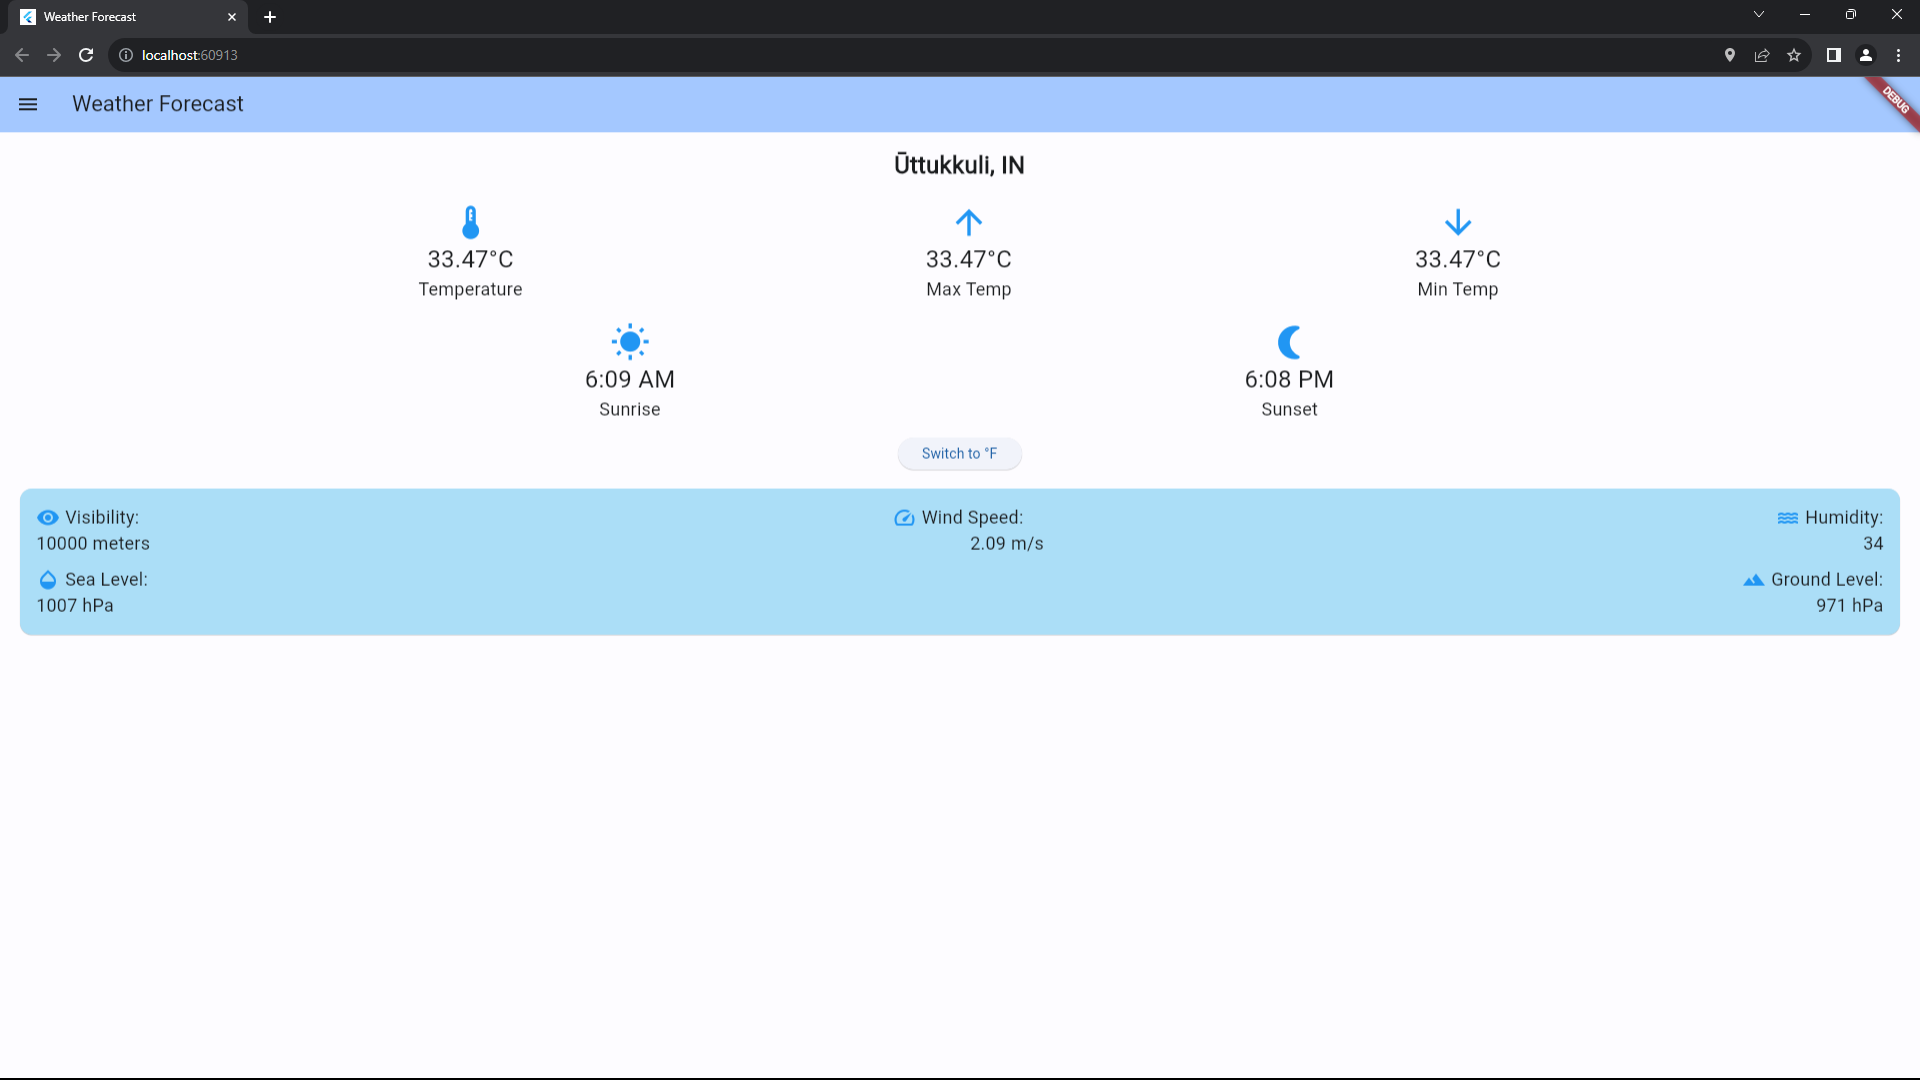 Weather Forecast
localhost:60913
Weather Forecast
DEBUG
Ūttukkuli, IN
33.47°C
Temperature
33.47°C
Max Temp
33.47°C
Min Temp
6:09 AM
Sunrise
6:08 PM
Sunset
Switch to °F
Visibility:
10000 meters
Wind Speed:
2.09 m/s
Humidity:
34
Sea Level:
1007 hPa
Ground Level:
971 hPa